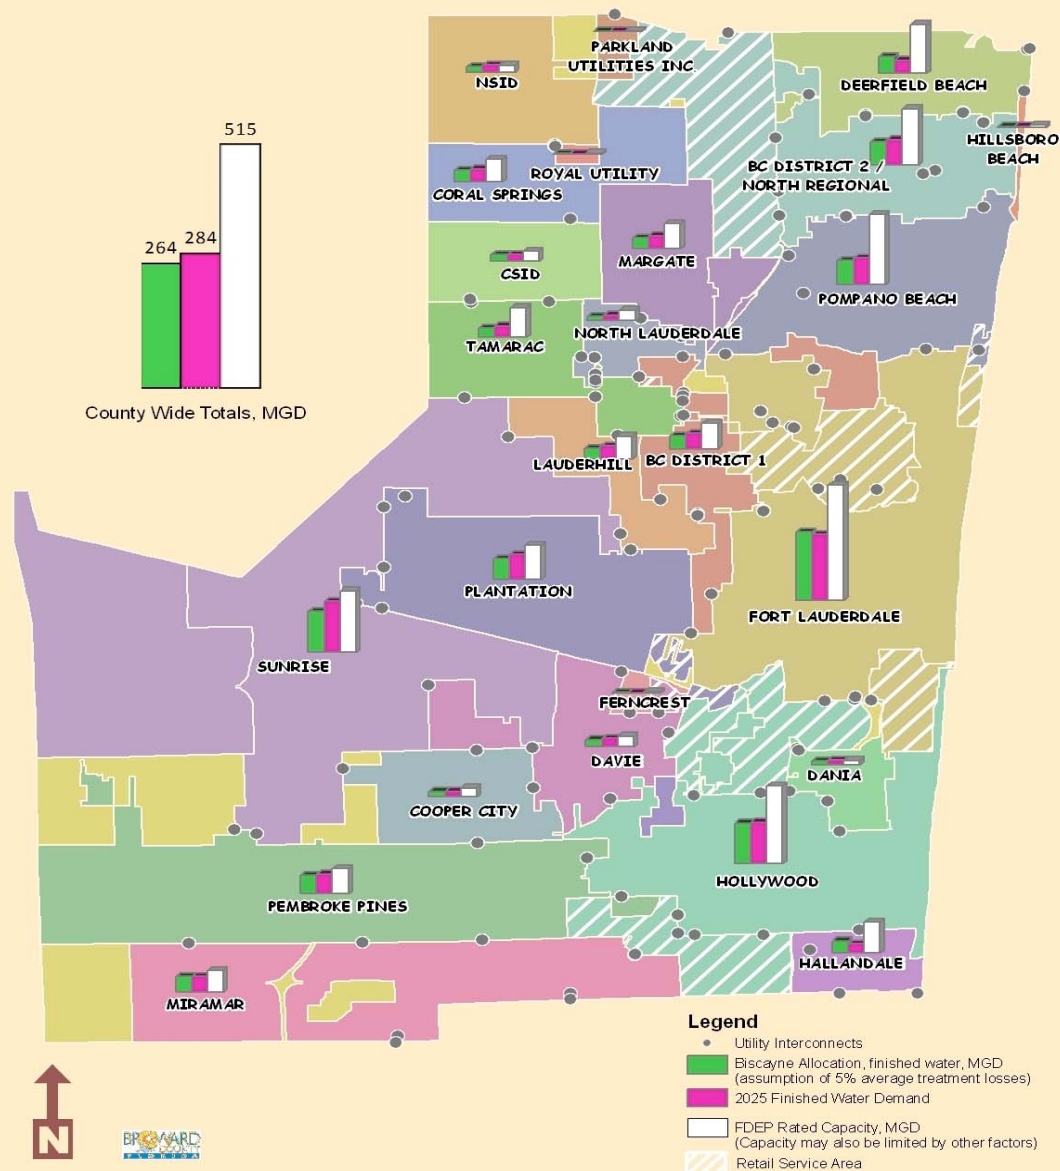 PARKLAND
UTILITIES INC.
NSID
DEERFIELD BEACH
515
HILLSBORO
BEACH
BC DISTRICT 2 /
NORTH REGIONAL
ROYAL UTILITY
CORAL SPRINGS
264
284
MARGATE
CSID
POMPANO BEACH
NORTH LAUDERDALE
TAMARAC
County Wide Totals, MGD
LAUDERHILL
BC DISTRICT 1
PLANTATION
FORT LAUDERDALE
SUNRISE
FERNCREST
DAVIE
DANIA
COOPER CITY
HOLLYWOOD
PEMBROKE PINES
HALLANDALE
MIRAMAR
Legend
Utility Interconnects
Biscayne Allocation, finished water, MGD
(assumption of 5% average treatment losses)
2025 Finished Water Demand
FDEP Rated Capacity, MGD
(Capacity may also be limited by other factors)
Retail Service Area
N
BROWARD
COUNTY
FLORIDA